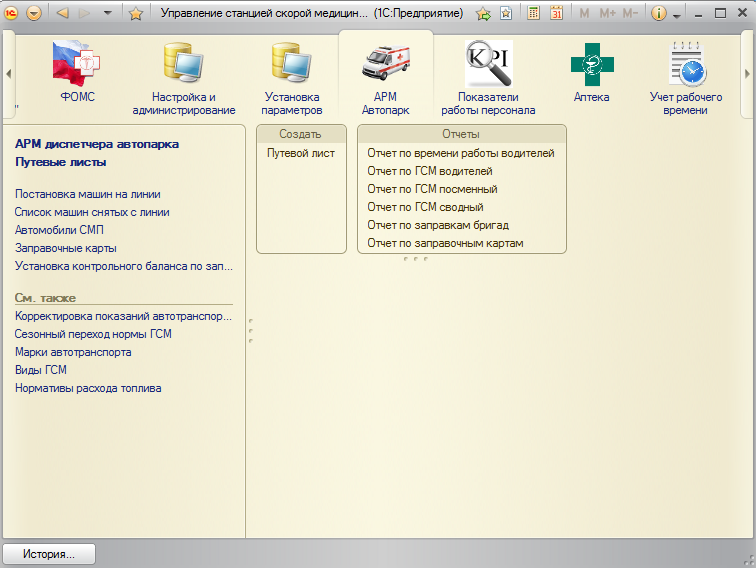 Управление станцией скорой медицин... (1С:Предприятие)
M M+ M-
31
ФОМС
Настройка и
администрирование
Установка
параметров
АРМ
Автопарк
KPI
Показатели
работы персонала
Аптека
Учет рабочего
времени
АРМ диспетчера автопарка
Путевые листы
Постановка машин на линии
Список машин снятых с линии
Автомобили СМП
Заправочные карты
Установка контрольного баланса по зап...
См. также
Корректировка показаний автотранспор...
Сезонный переход нормы ГСМ
Марки автотранспорта
Виды ГСМ
Нормативы расхода топлива
Создать
Путевой лист
Отчеты
Отчет по времени работы водителей
Отчет по ГСМ водителей
Отчет по ГСМ посменный
Отчет по ГСМ сводный
Отчет по заправкам бригад
Отчет по заправочным картам
История...